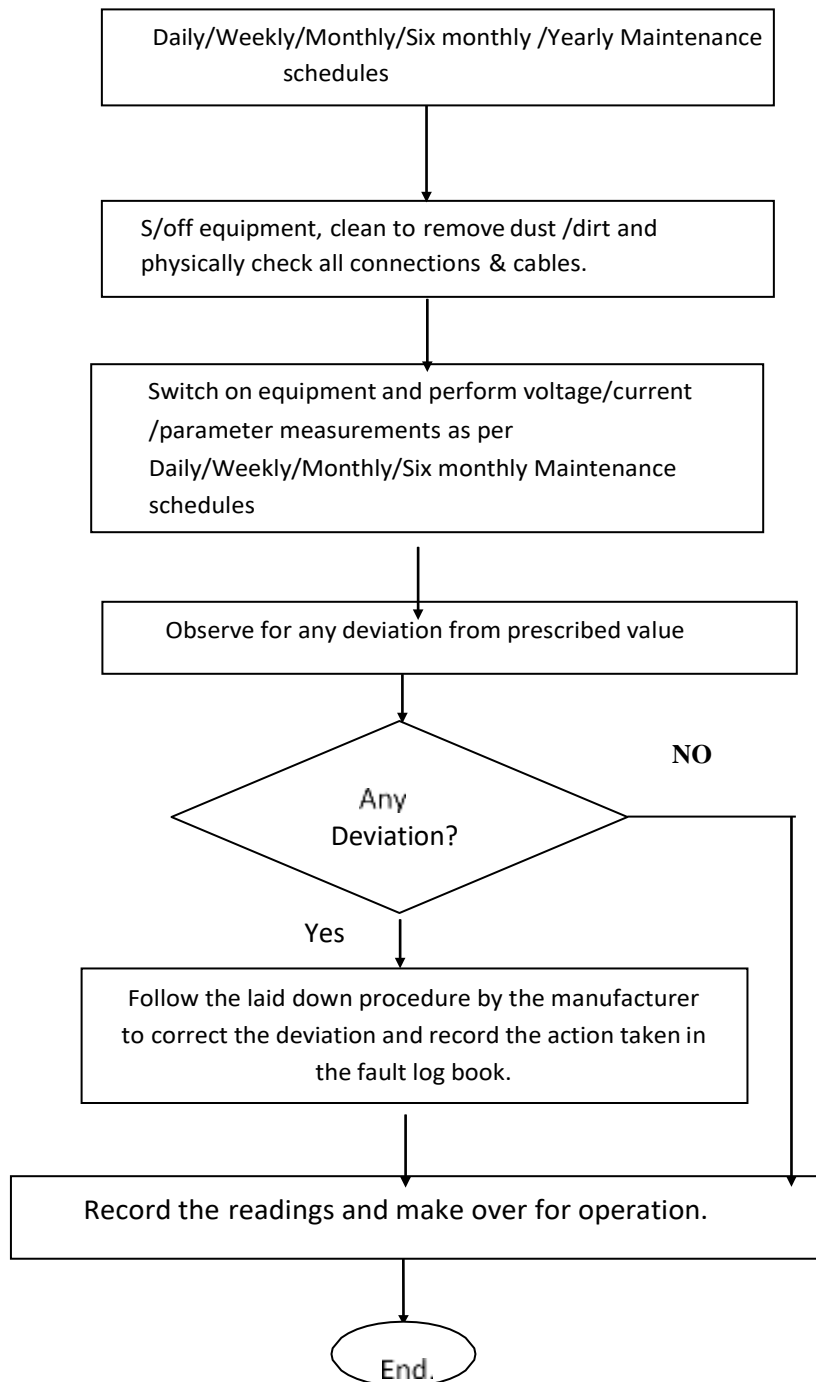 Daily/Weekly/Monthly/Six monthly /Yearly Maintenance
schedules
S/off equipment, clean to remove dust /dirt and
physically check all connections & cables.
Switch on equipment and perform voltage/current
/parameter measurements as per
Daily/Weekly/Monthly/Six monthly Maintenance
schedules
Observe for any deviation from prescribed value
NO
Any
Deviation?
Yes
Follow the laid down procedure by the manufacturer
to correct the deviation and record the action taken in
the fault log book.
Record the readings and make over for operation.
End.